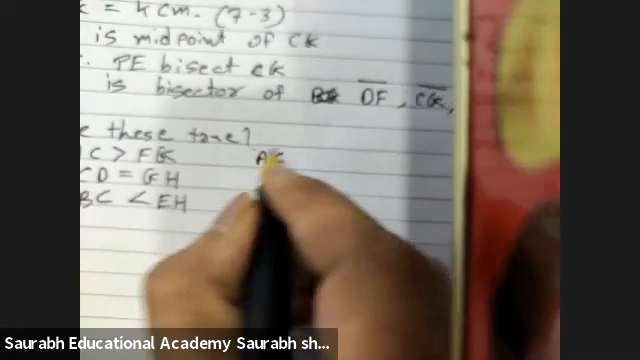 = 4 cm. (7-3)
is midpoint of CK
PE bisect CK
is bisector of DF, CK,
these true?
C > FK
AC
CD = GH
BC < EH
Saurabh Educational Academy Saurabh sh...